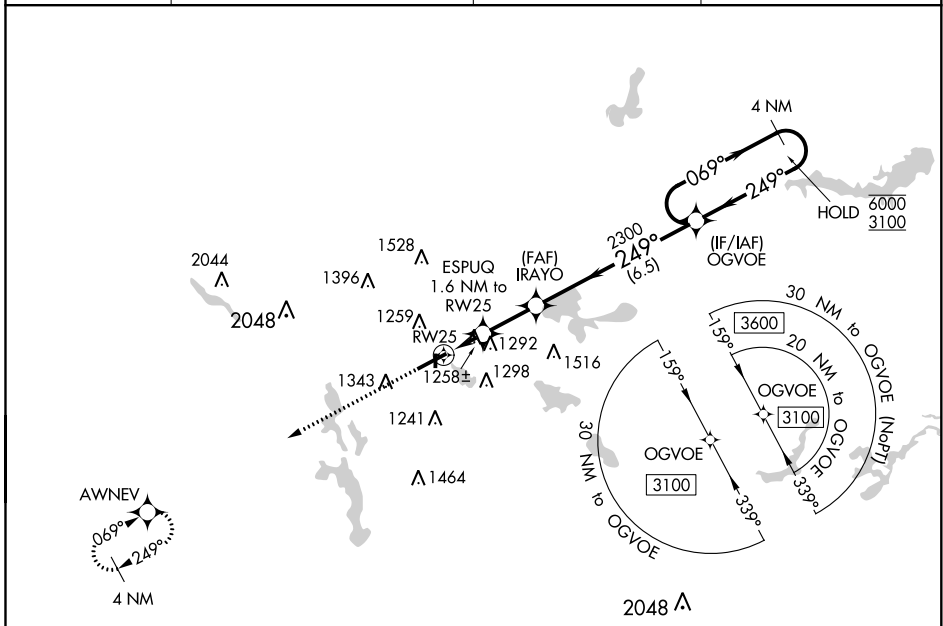 4 NM
069°
249°
HOLD 6000
3100
2300
249°
(6.5)
(IF/IAF)
OGVOE
(FAF)
IRAYO
ESPUQ
1.6 NM to
RW25
1528
1396
2044
2048
1259
RW25
1292
1516
1258±
1298
1343
1241
1464
AWNEV
069°
249°
4 NM
159°
OGVOE
3100
339°
30 NM to OGVOE
30 NM to OGVOE (NoPT)
159°
3600
20 NM to OGVOE
OGVOE
3100
339°
2048